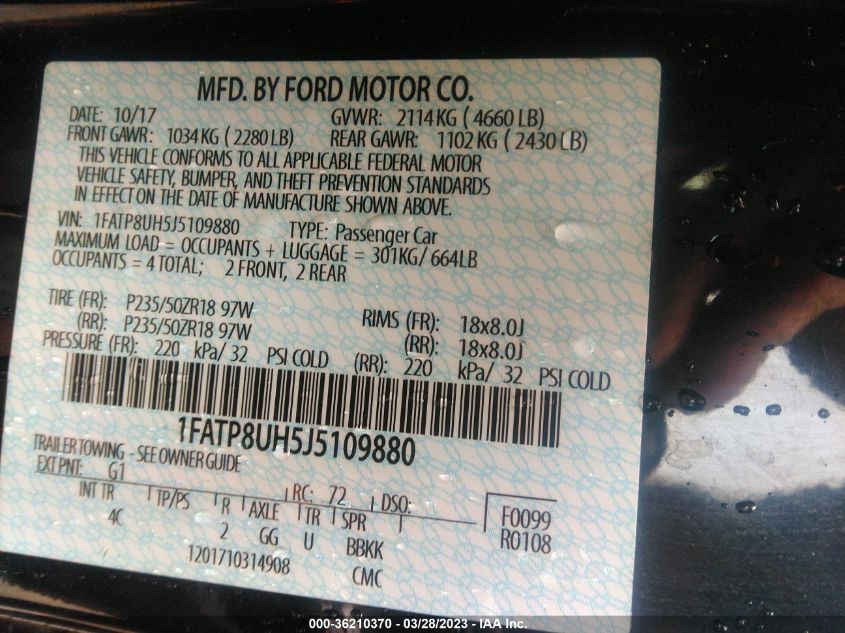 MFD. BY FORD MOTOR CO.
DATE: 10/17 GVWR: 2114 KG ( 4660 LB)
FRONT GAWR: 1034 KG ( 2280 LB) REAR GAWR: 1102 KG ( 2430 LB)
THIS VEHICLE CONFORMS TO ALL APPLICABLE FEDERAL MOTOR
VEHICLE SAFETY, BUMPER, AND THEFT PREVENTION STANDARDS
IN EFFECT ON THE DATE OF MANUFACTURE SHOWN ABOVE.
VIN: 1FATP8UH5J5109880 TYPE: Passenger Car
MAXIMUM LOAD = OCCUPANTS + LUGGAGE = 301KG/ 664LB
OCCUPANTS = 4 TOTAL; 2 FRONT, 2 REAR
TIRE (FR): P235/50ZR18 97W RIMS (FR): 18x8.0J
(RR): P235/50ZR18 97W (RR): 18x8.0J
PRESSURE (FR): 220 kPa/ 32 PSI COLD (RR): 220 kPa/ 32 PSI COLD
1FATP8UH5J5109880
TRAILER TOWING - SEE OWNER GUIDE
EXT PNT: G1 RC: 72 DSO:
INT TR TP/PS R AXLE TR SPR F0099
4C 2 GG U BBKK R0108
1201710314908 CMC
000-36210370 - 03/28/2023 - IAA Inc.